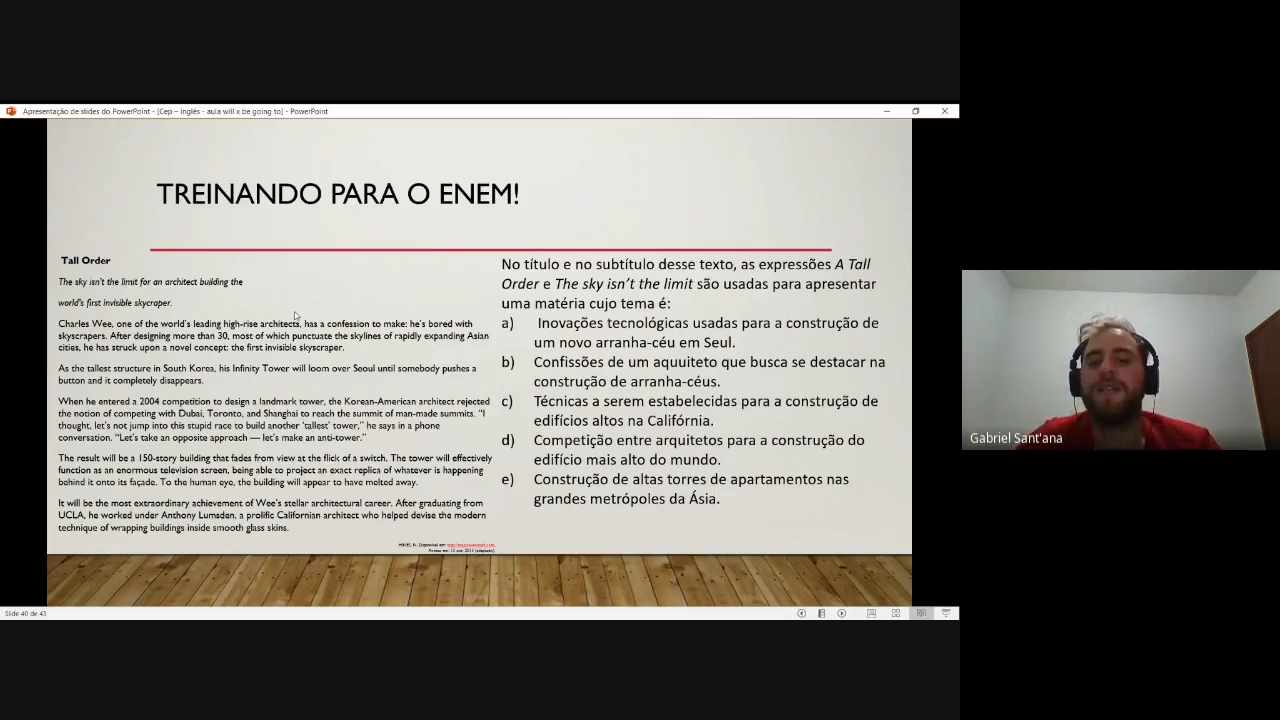 Apresentação de slides do PowerPoint - [Cep – inglês - aula will x be going to] - PowerPoint
TREINANDO PARA O ENEM!
Tall Order
The sky isn't the limit for an architect building the
world's first invisible skycraper.
Charles Wee, one of the world's leading high-rise architects, has a confession to make: he's bored with
skyscrapers. After designing more than 30, most of which punctuate the skylines of rapidly expanding Asian
cities, he has struck upon a novel concept: the first invisible skyscraper.
As the tallest structure in South Korea, his Infinity Tower will loom over Seoul until somebody pushes a
button and it completely disappears.
When he entered a 2004 competition to design a landmark tower, the Korean-American architect rejected
the notion of competing with Dubai, Toronto, and Shanghai to reach the summit of man-made summits. "I
thought, let's not jump into this stupid race to build another 'tallest' tower," he says in a phone
conversation. "Let's take an opposite approach — let's make an anti-tower."
The result will be a 150-story building that fades from view at the flick of a switch. The tower will effectively
function as an enormous television screen, being able to project an exact replica of whatever is happening
behind it onto its façade. To the human eye, the building will appear to have melted away.
It will be the most extraordinary achievement of Wee's stellar architectural career. After graduating from
UCLA, he worked under Anthony Lumsden, a prolific Californian architect who helped devise the modern
technique of wrapping buildings inside smooth glass skins.
HINES, N. Disponível em:
Acesso em: 13 out. 2013 (adaptado).
No título e no subtítulo desse texto, as expressões A Tall
Order e The sky isn't the limit são usadas para apresentar
uma matéria cujo tema é:
a) Inovações tecnológicas usadas para a construção de
um novo arranha-céu em Seul.
b) Confissões de um aquuiteto que busca se destacar na
construção de arranha-céus.
c) Técnicas a serem estabelecidas para a construção de
edifícios altos na Califórnia.
d) Competição entre arquitetos para a construção do
edifício mais alto do mundo.
e) Construção de altas torres de apartamentos nas
grandes metrópoles da Ásia.
Slide 40 de 43
Gabriel Sant'ana